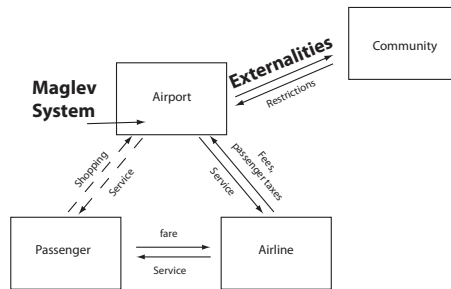 Community
Externalities
Restrictions
Airport
Maglev
System
Shopping
Service
Fees,
passenger taxes
Service
Passenger
fare
Service
Airline